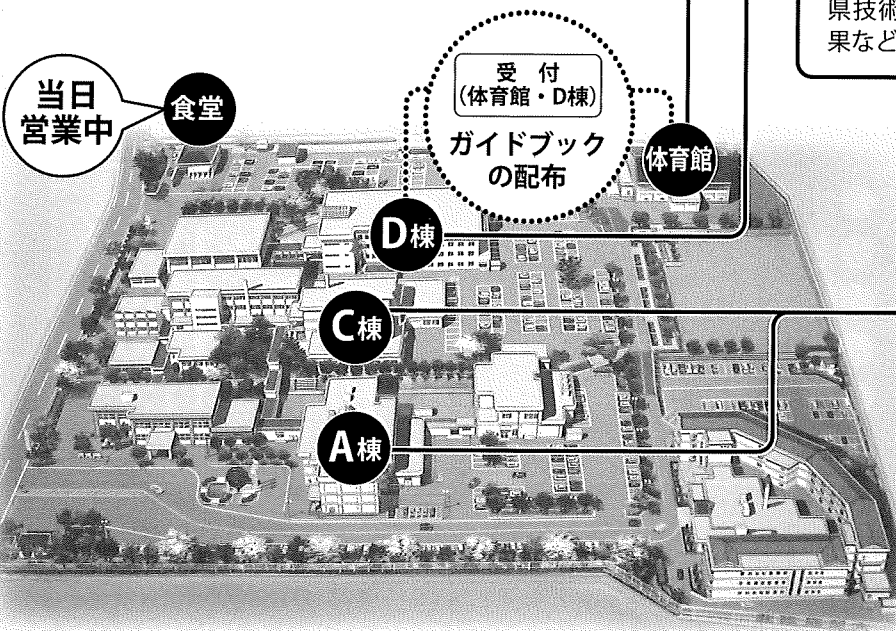 県技術
果など
当日
営業中
食堂
受 付
(体育館・D棟)
ガイドブック
の配布
体育館
D棟
C棟
A棟